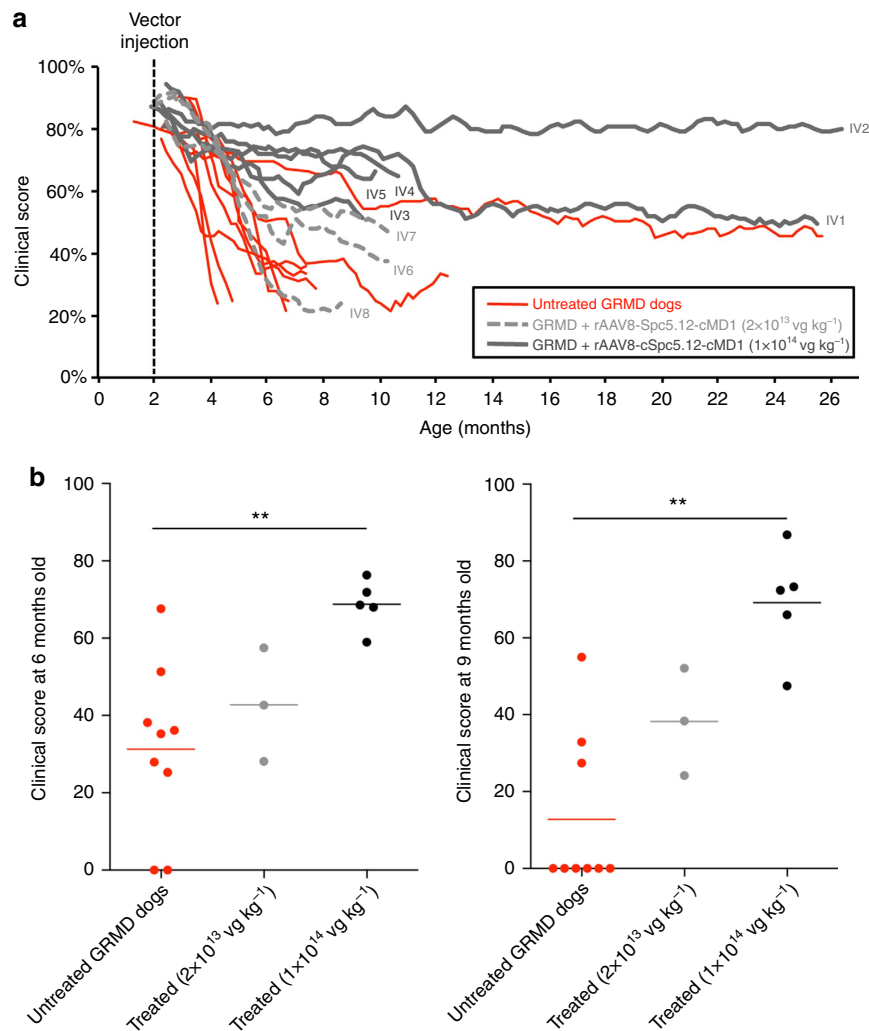 a
Vector
injection
100%
80%
60%
40%
20%
0%
Clinical score
IV2
IV5
IV4
IV3
IV7
IV6
IV8
IV1
Untreated GRMD dogs
GRMD + rAAV8-Spc5.12-cMD1 (2×10¹³ vg kg⁻¹)
GRMD + rAAV8-cSpc5.12-cMD1 (1×10¹⁴ vg kg⁻¹)
0 2 4 6 8 10 12 14 16 18 20 22 24 26
Age (months)
b
100
80
60
40
20
0
Clinical score at 6 months old
**
Untreated GRMD dogs
Treated (2×10¹³ vg kg⁻¹)
Treated (1×10¹⁴ vg kg⁻¹)
100
80
60
40
20
0
Clinical score at 9 months old
**
Untreated GRMD dogs
Treated (2×10¹³ vg kg⁻¹)
Treated (1×10¹⁴ vg kg⁻¹)